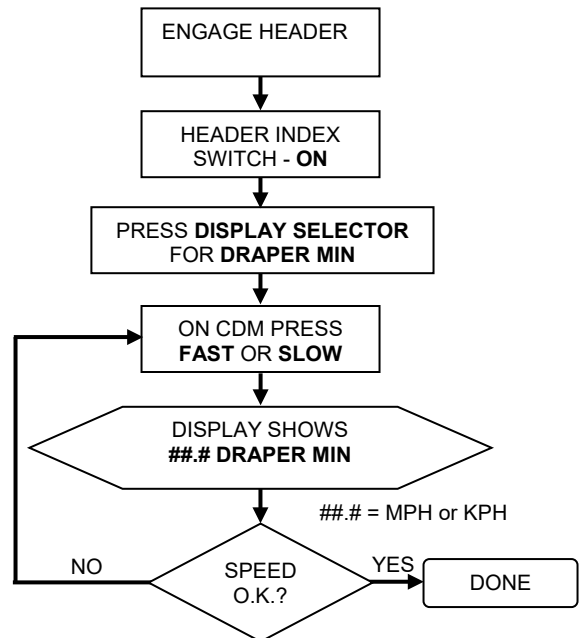 ENGAGE HEADER
HEADER INDEX
SWITCH - ON
PRESS DISPLAY SELECTOR
FOR DRAPER MIN
ON CDM PRESS
FAST OR SLOW
DISPLAY SHOWS
##.# DRAPER MIN
##.# = MPH or KPH
NO
SPEED
O.K.?
YES
DONE